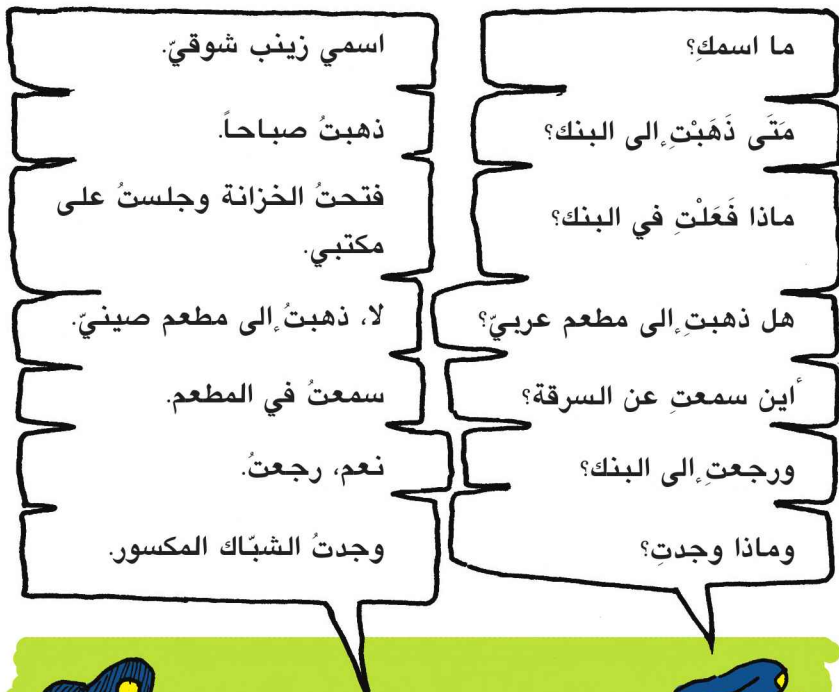 ما اسمكِ؟
اسمي زينب شوقيّ.
مَتَى ذَهَبْتِ إلى البنك؟
ذهبتُ صباحاً.
ماذا فَعَلْتِ في البنك؟
فتحتُ الخزانة وجلستُ على
مكتبي.
هل ذهبتِ إلى مطعم عربيّ؟
لا، ذهبتُ إلى مطعم صينيّ.
أين سمعتِ عن السرقة؟
سمعتُ في المطعم.
ورجعتِ إلى البنك؟
نعم، رجعتُ.
وماذا وجدتِ؟
وجدتُ الشبّاك المكسور.